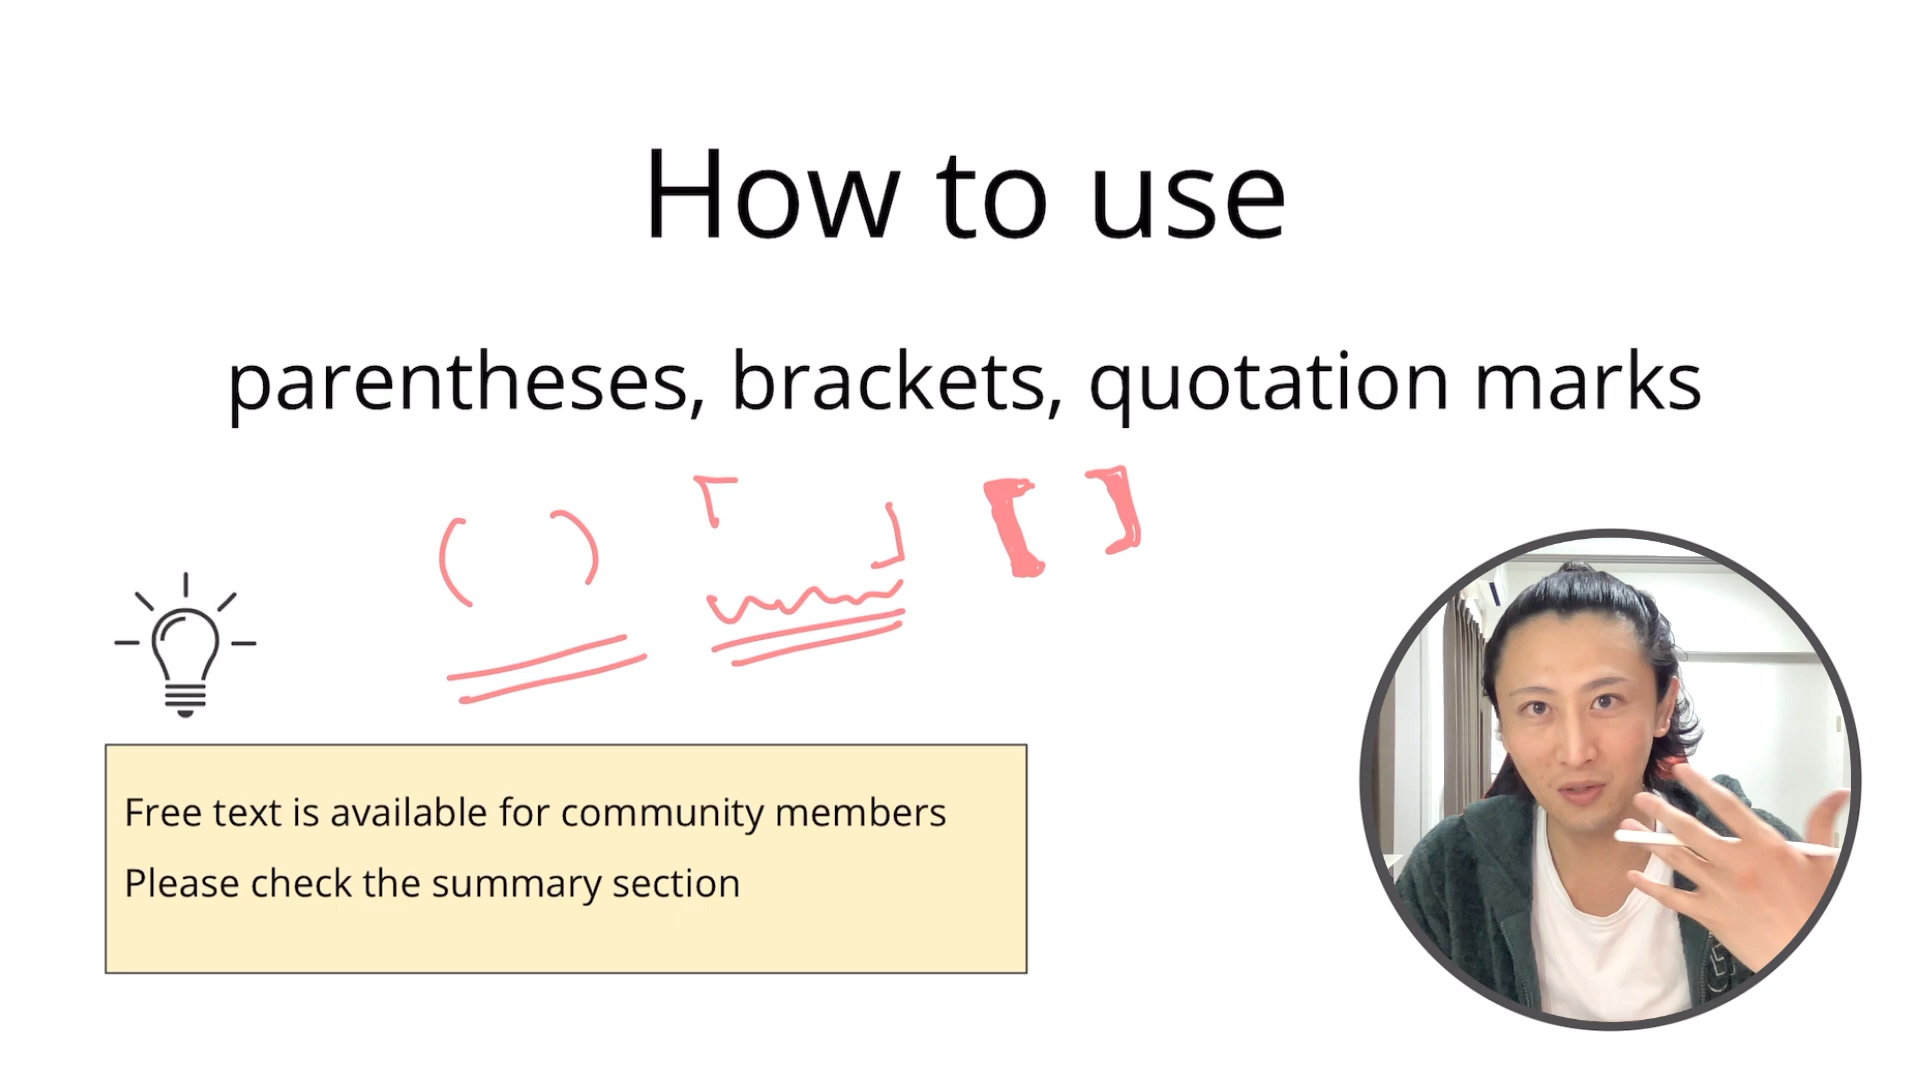 How to use
parentheses, brackets, quotation marks
( ) 「 」 【 】
Free text is available for community members
Please check the summary section